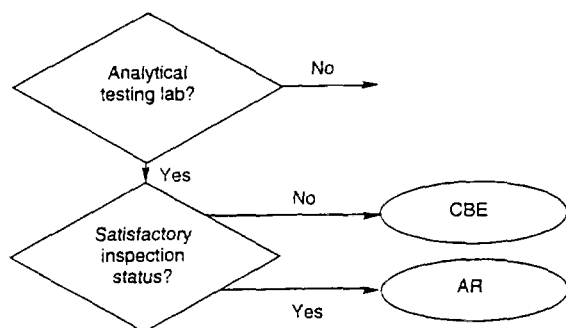 Analytical
testing lab?
No
Yes
Satisfactory
inspection
status?
No
CBE
Yes
AR